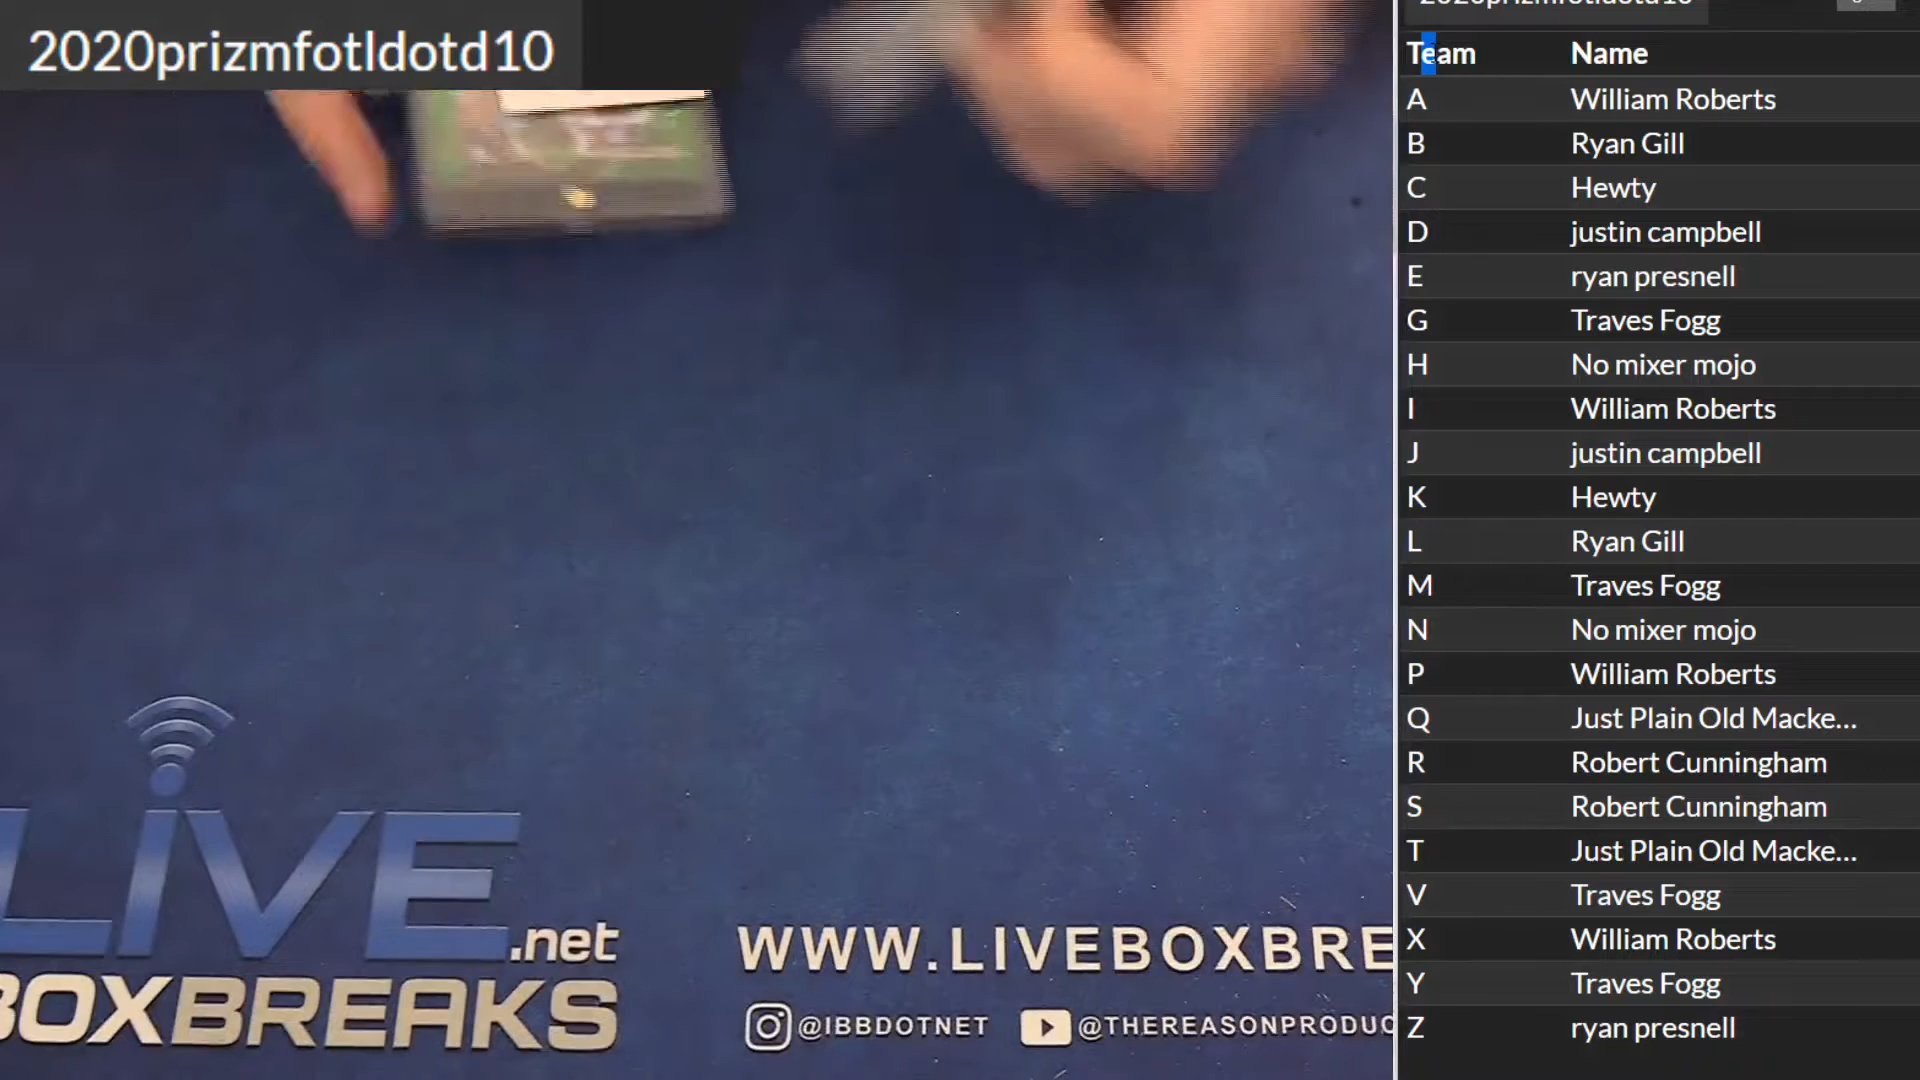 2020prizmfotldotd10
Team Name
A William Roberts
B Ryan Gill
C Hewty
D justin campbell
E ryan presnell
G Traves Fogg
H No mixer mojo
I William Roberts
J justin campbell
K Hewty
L Ryan Gill
M Traves Fogg
N No mixer mojo
P William Roberts
Q Just Plain Old Macke...
R Robert Cunningham
S Robert Cunningham
T Just Plain Old Macke...
V Traves Fogg
X William Roberts
Y Traves Fogg
Z ryan presnell
LIVE
.net
BOXBREAKS
WWW.LIVEBOXBRE
@IBBDOTNET @THEREASONPRODUC